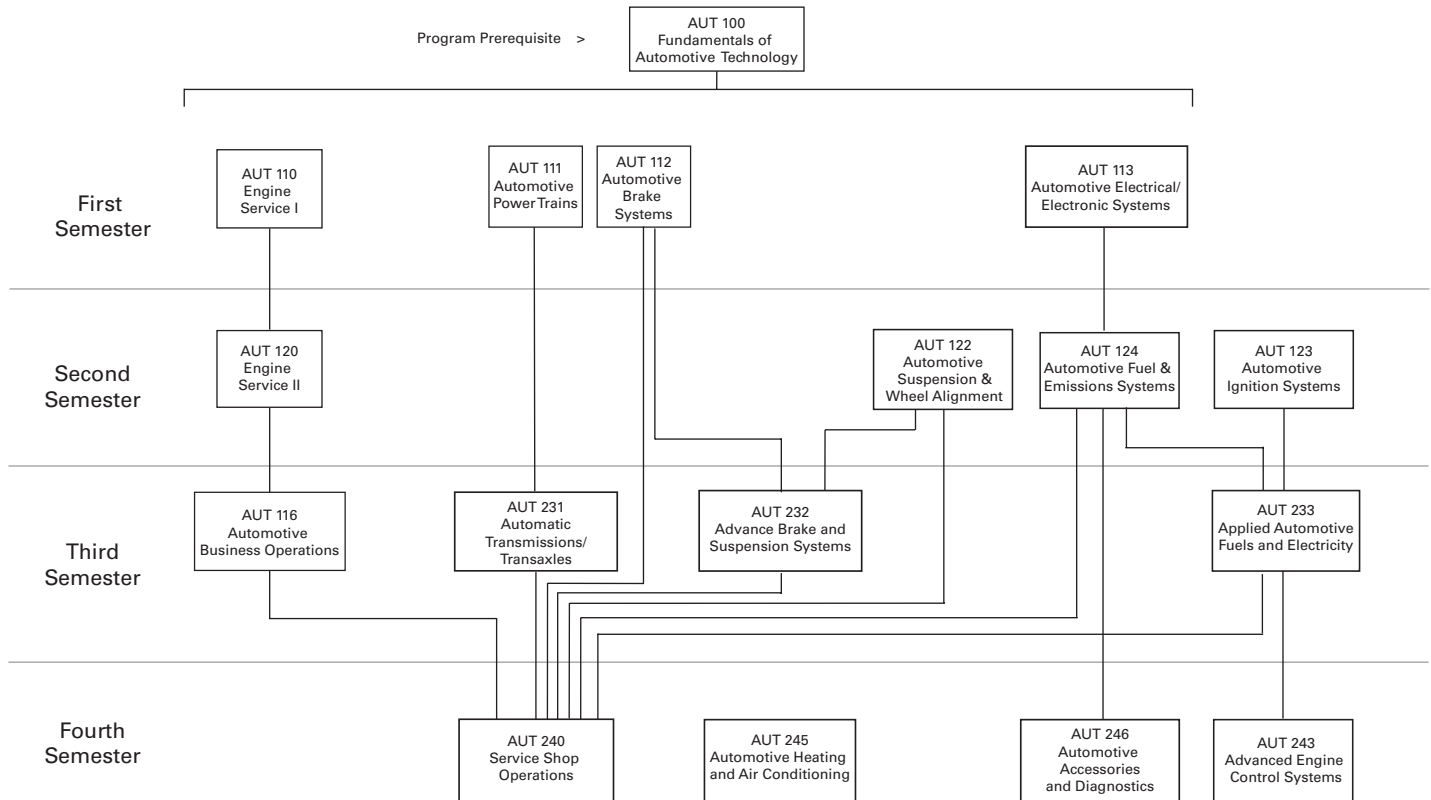 AUT 100
Fundamentals of
Automotive Technology
Program Prerequisite >
First
Semester
AUT 110
Engine
Service I
AUT 111
Automotive
Power Trains
AUT 112
Automotive
Brake
Systems
AUT 113
Automotive Electrical/
Electronic Systems
Second
Semester
AUT 120
Engine
Service II
AUT 122
Automotive
Suspension &
Wheel Alignment
AUT 124
Automotive Fuel &
Emissions Systems
AUT 123
Automotive
Ignition Systems
Third
Semester
AUT 116
Automotive
Business Operations
AUT 231
Automatic
Transmissions/
Transaxles
AUT 232
Advance Brake and
Suspension Systems
AUT 233
Applied Automotive
Fuels and Electricity
Fourth
Semester
AUT 240
Service Shop
Operations
AUT 245
Automotive Heating
and Air Conditioning
AUT 246
Automotive
Accessories
and Diagnostics
AUT 243
Advanced Engine
Control Systems